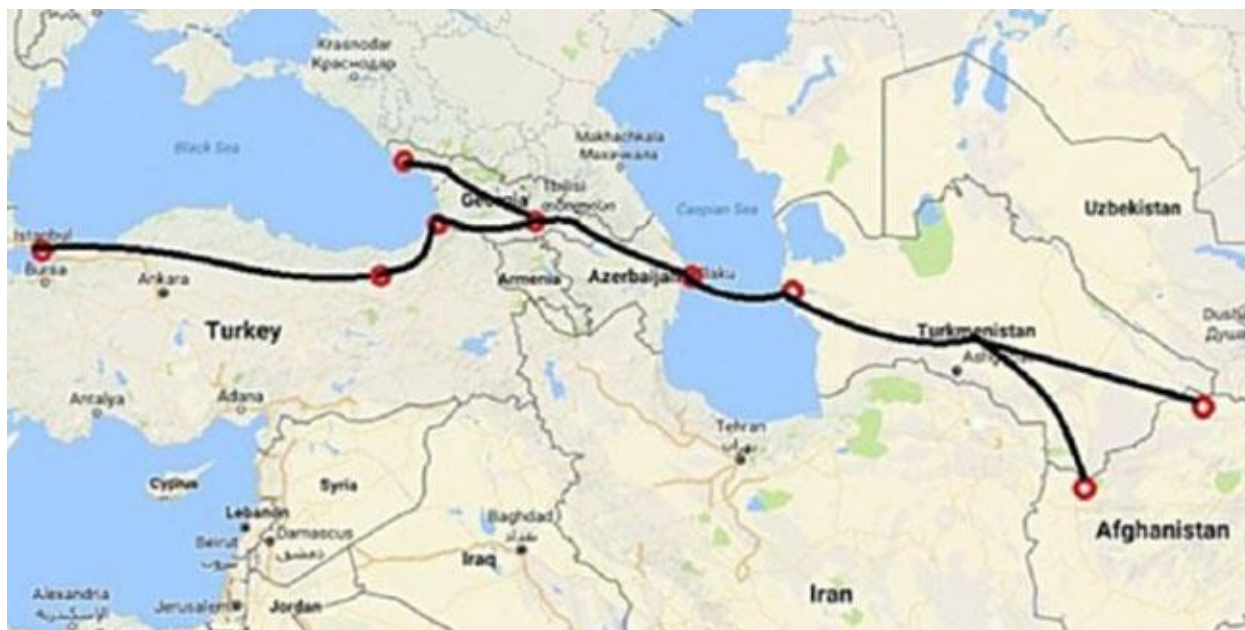 Krasnodar
Краснодар
Black Sea
Makhachkala
Махачкала
Tbilisi
თბილისი
Georgia
Caspian Sea
Uzbekistan
Istanbul
Bursa
Ankara
Armenia
Azerbaijan
Baku
Turkey
Turkmenistan
Antalya
Adana
Tehran
تهران
Cyprus
Syria
Lebanon
Beirut
بيروت
Damascus
دمشق
Baghdad
بغداد
Iraq
Afghanistan
Iran
Alexandria
الإسكندرية
Jerusalem
Jordan